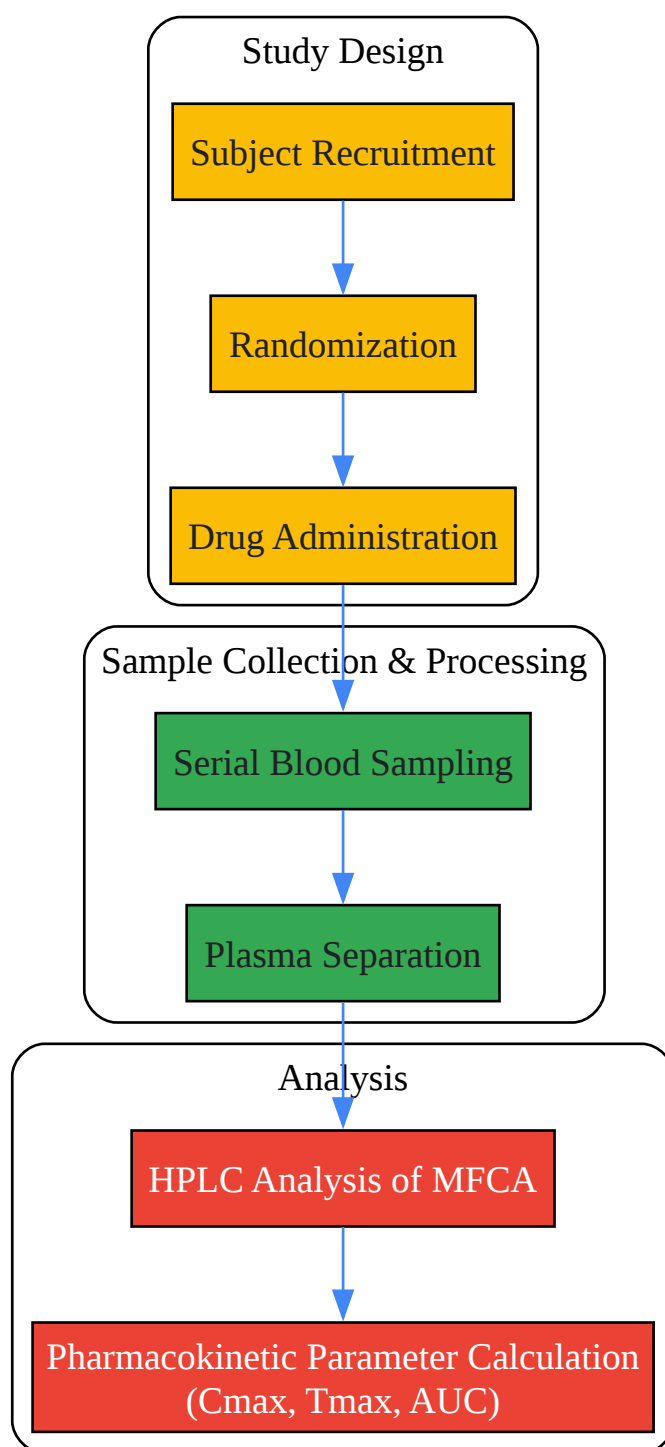 Study Design
Subject Recruitment
Randomization
Drug Administration
Sample Collection & Processing
Serial Blood Sampling
Plasma Separation
Analysis
HPLC Analysis of MFCA
Pharmacokinetic Parameter Calculation
(Cmax, Tmax, AUC)